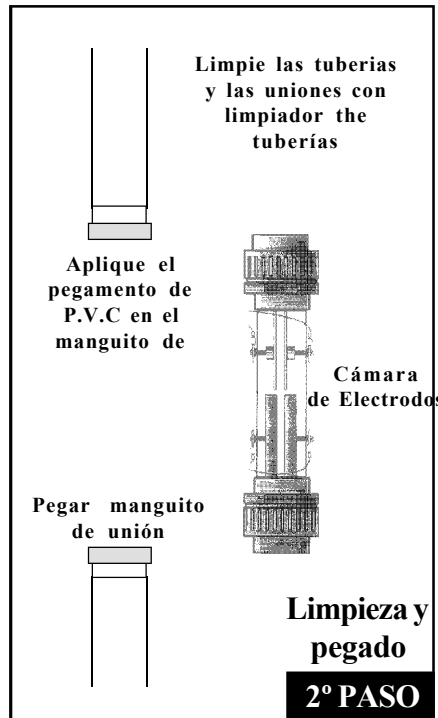 Limpie las tuberias
y las uniones con
limpiador the
tuberías
Aplique el
pegamento de
P.V.C en el
manguito de
Cámara
de Electrodos
Pegar manguito
de unión
Limpieza y
pegado
2º PASO